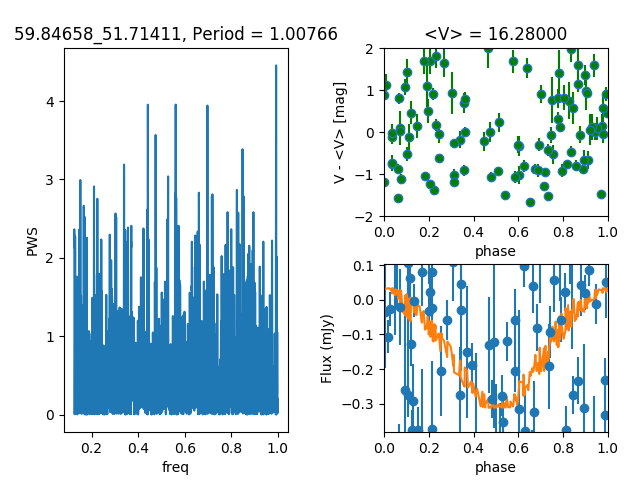 59.84658_51.71411, Period = 1.00766
<V> = 16.28000
PWS
4
3
2
1
0
0.2 0.4 0.6 0.8 1.0
freq
V - <V> [mag]
2
1
0
−1
−2
0.0 0.2 0.4 0.6 0.8 1.0
phase
Flux (mJy)
0.1
0.0
−0.1
−0.2
−0.3
0.0 0.2 0.4 0.6 0.8 1.0
phase